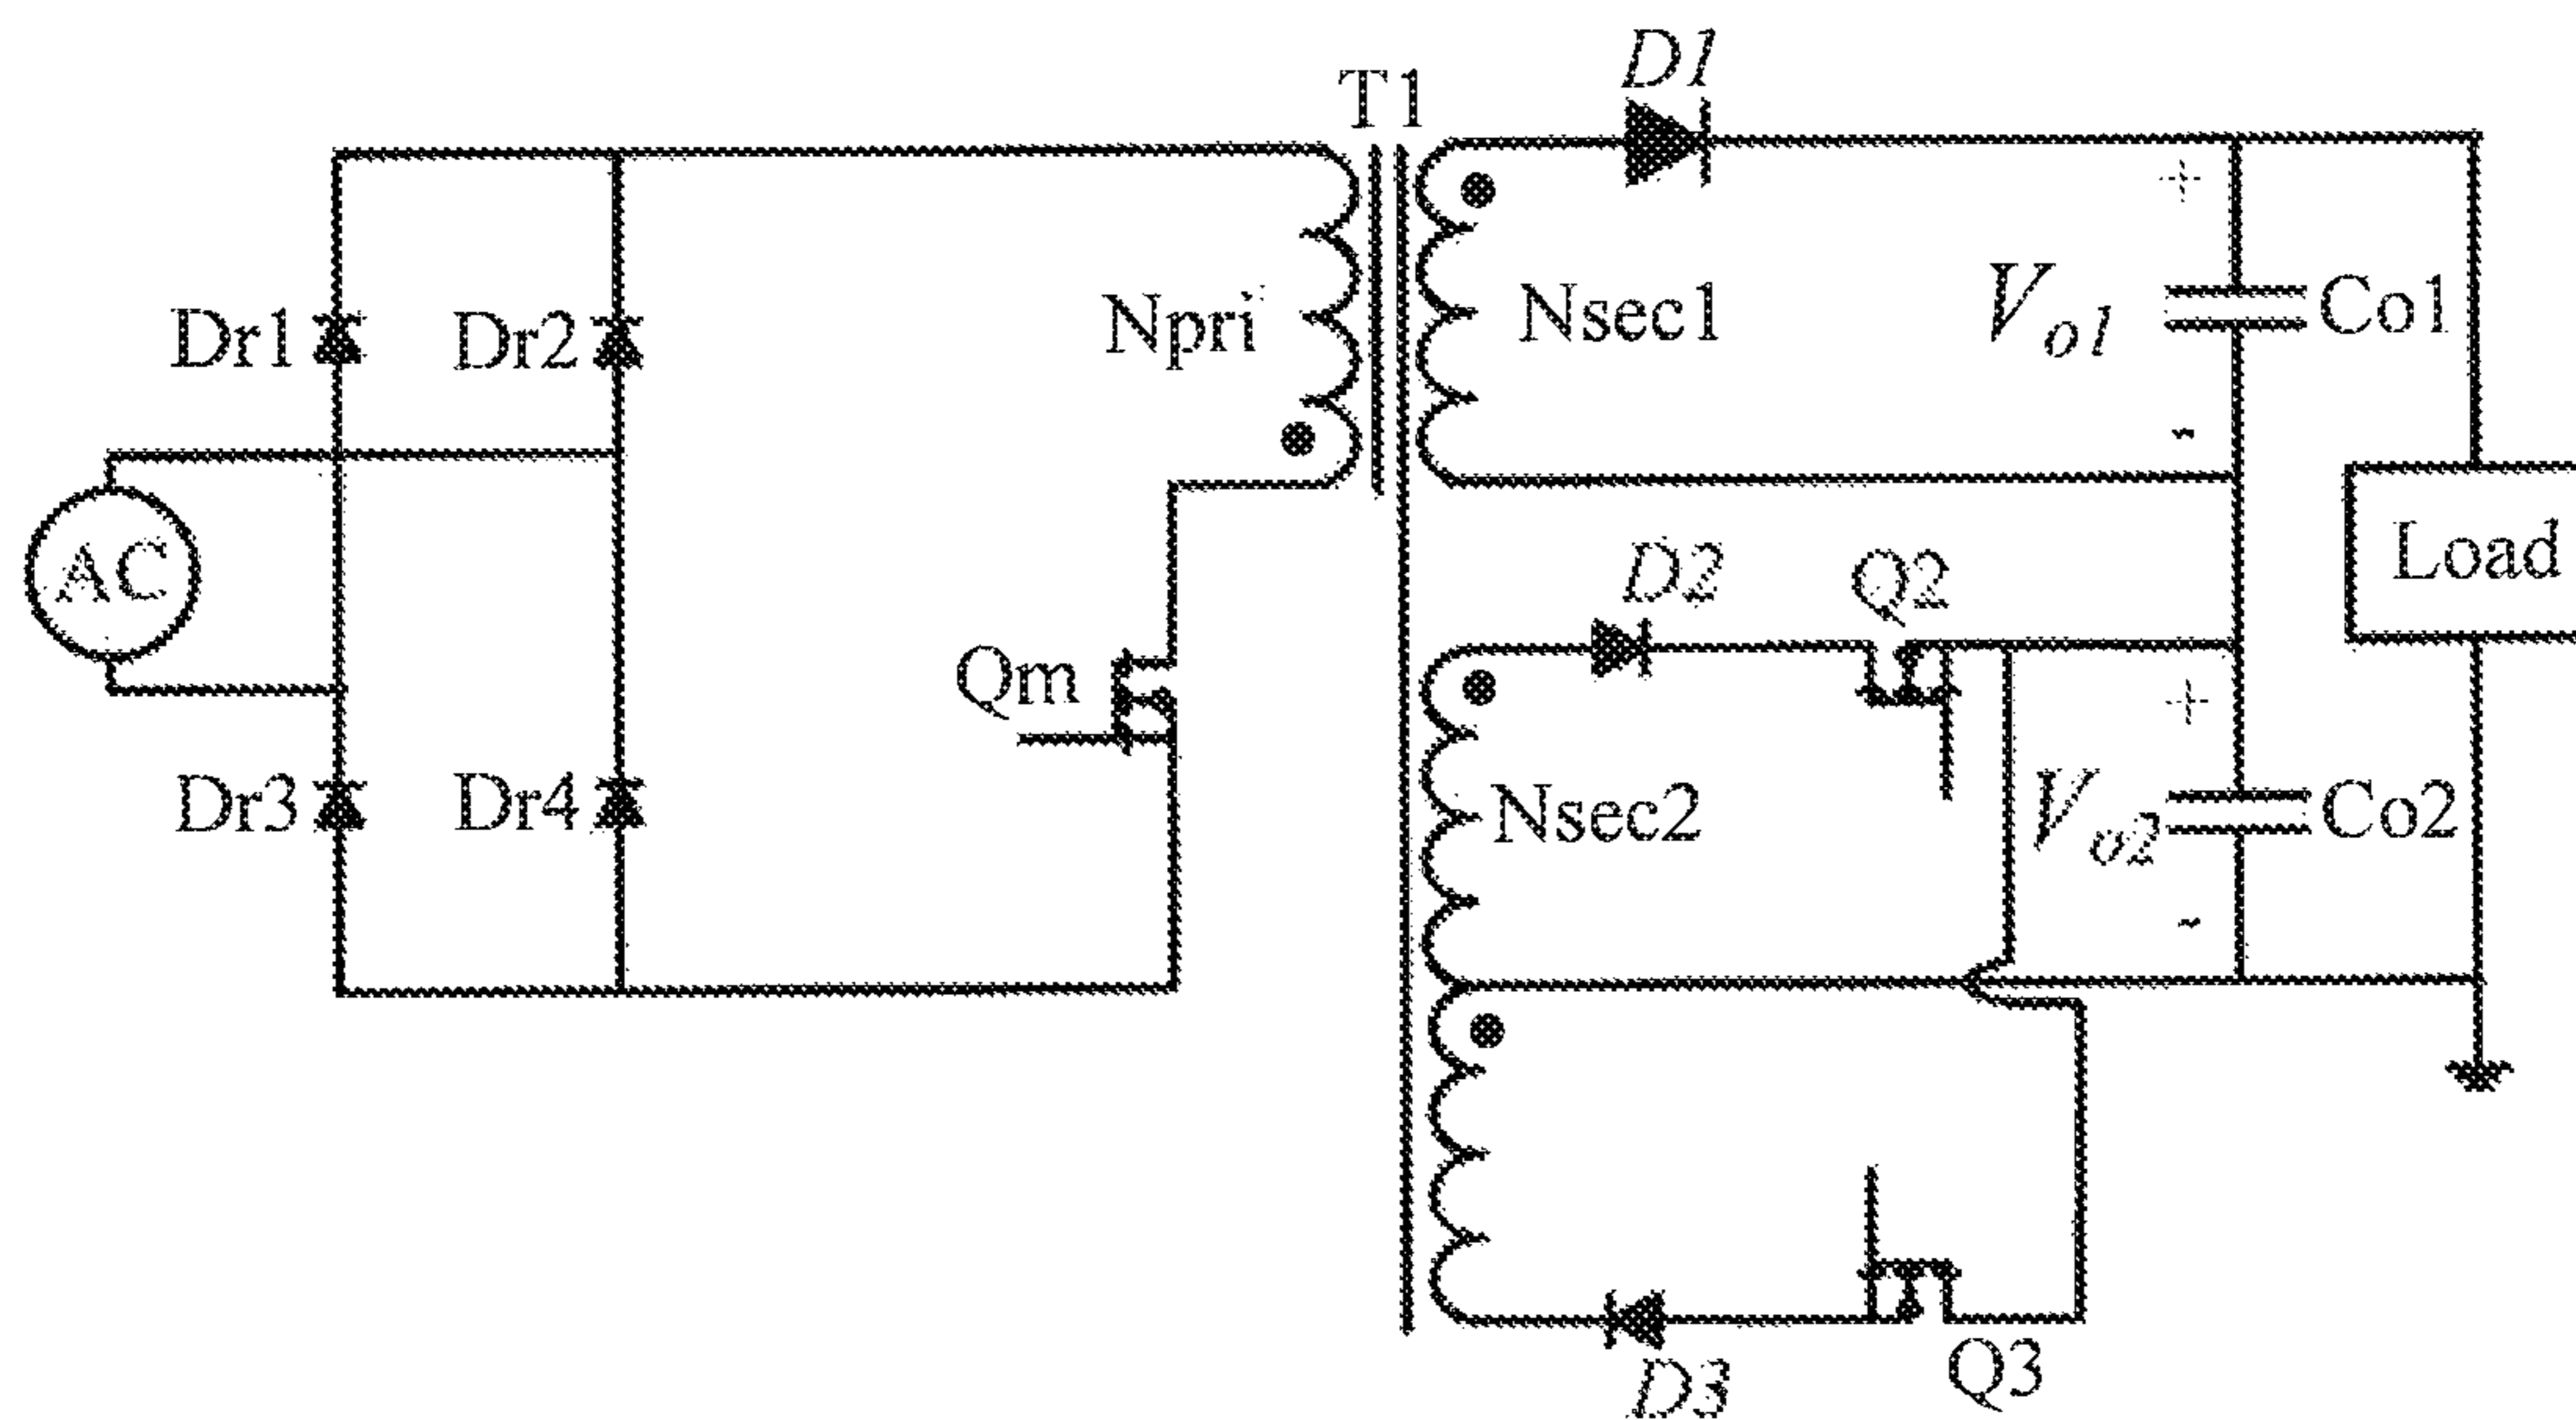 D1
T1
Dr1
Dr2
Npri
Nsec1
Vo1
+
-
Co1
AC
Load
D2
Q2
Qm
Dr3
Dr4
Nsec2
+
Vo2
-
Co2
D3
Q3